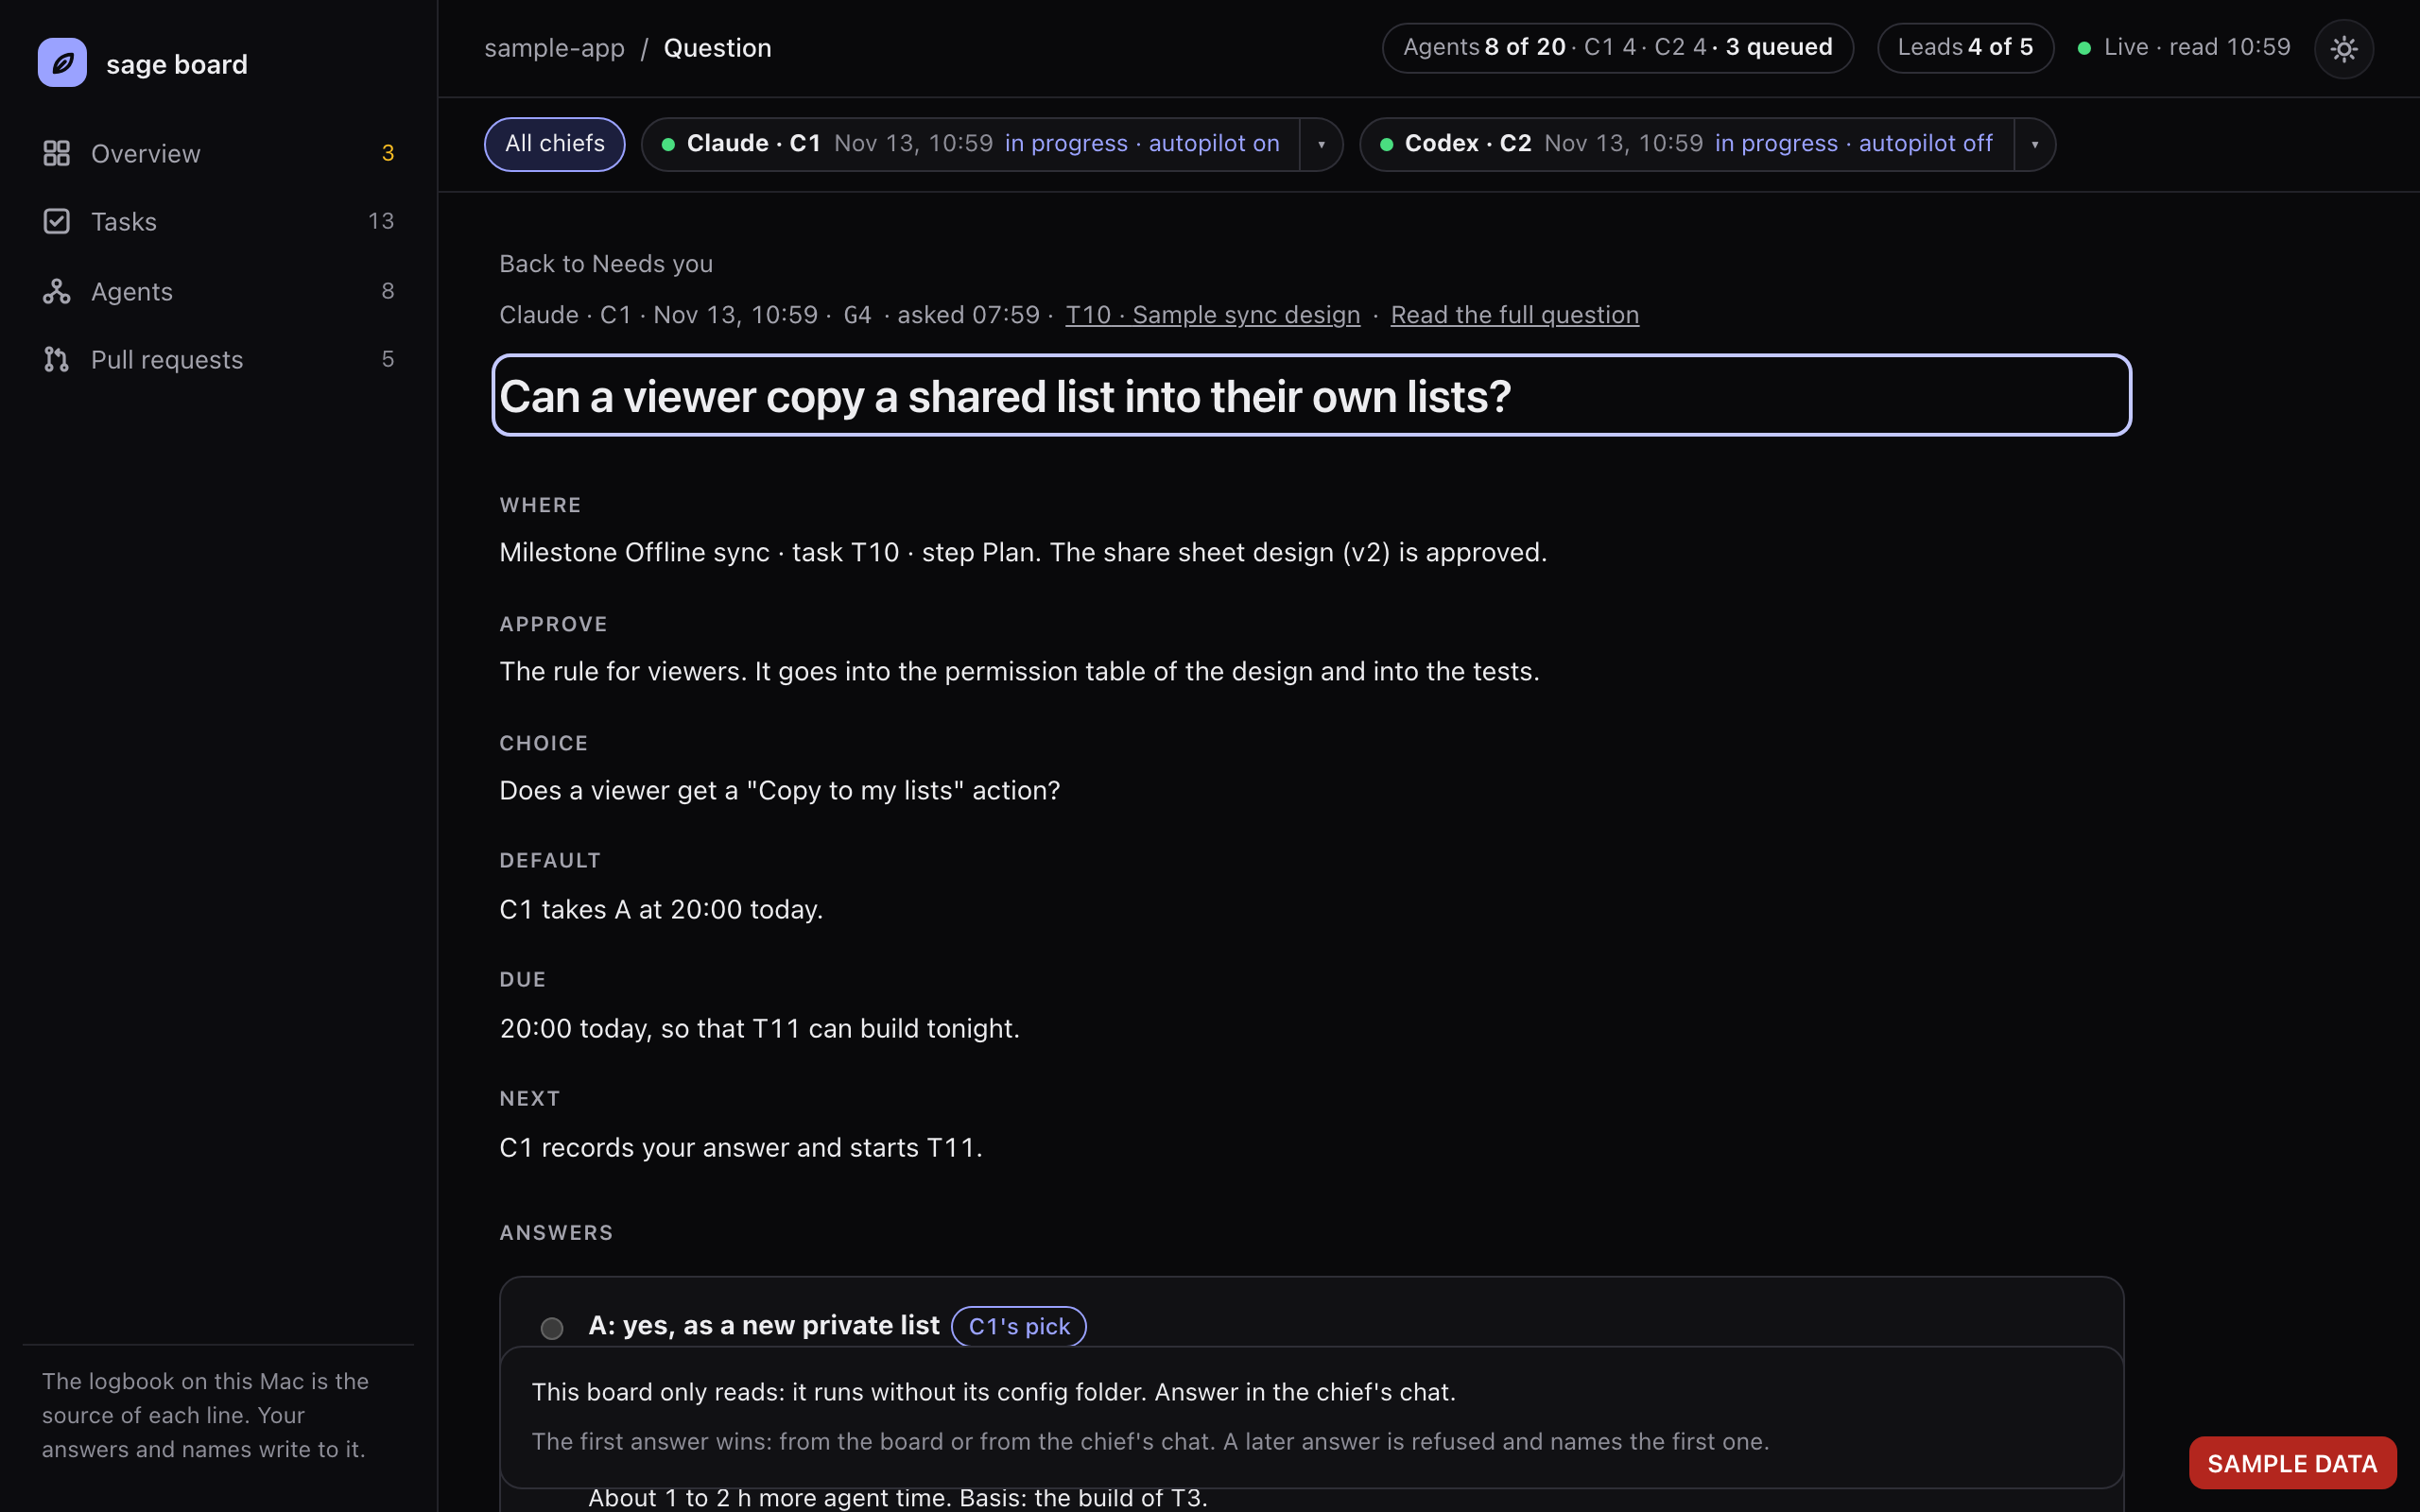 sage board
Overview 3
Tasks 13
Agents 8
Pull requests 5
The logbook on this Mac is the
source of each line. Your
answers and names write to it.
sample-app / Question
Agents 8 of 20 · C1 4 · C2 4 · 3 queued
Leads 4 of 5
Live · read 10:59
All chiefs
Claude · C1 Nov 13, 10:59 in progress · autopilot on
Codex · C2 Nov 13, 10:59 in progress · autopilot off
Back to Needs you
Claude · C1 · Nov 13, 10:59 · G4 · asked 07:59 · T10 · Sample sync design · Read the full question
Can a viewer copy a shared list into their own lists?
WHERE
Milestone Offline sync · task T10 · step Plan. The share sheet design (v2) is approved.
APPROVE
The rule for viewers. It goes into the permission table of the design and into the tests.
CHOICE
Does a viewer get a "Copy to my lists" action?
DEFAULT
C1 takes A at 20:00 today.
DUE
20:00 today, so that T11 can build tonight.
NEXT
C1 records your answer and starts T11.
ANSWERS
A: yes, as a new private list C1's pick
This board only reads: it runs without its config folder. Answer in the chief's chat.
The first answer wins: from the board or from the chief's chat. A later answer is refused and names the first one.
About 1 to 2 h more agent time. Basis: the build of T3.
SAMPLE DATA